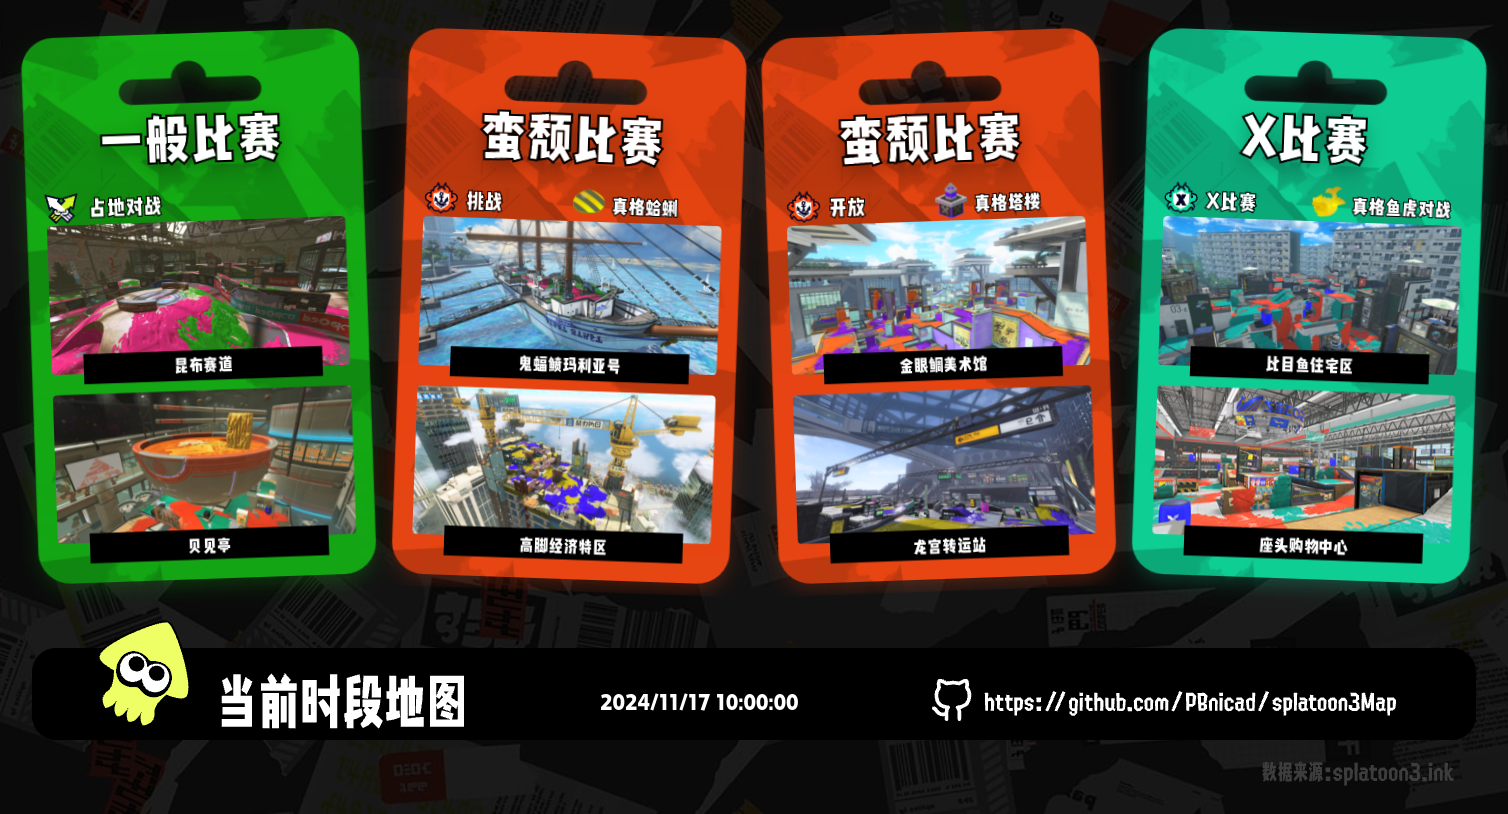 一般比赛
占地对战
昆布赛道
贝见亭
蛮颓比赛
挑战
真格蛤蜊
鬼蝠鲼玛利亚号
高脚经济特区
蛮颓比赛
开放
真格塔楼
金眼鲷美术馆
龙宫转运站
X比赛
X比赛
真格鱼虎对战
比目鱼住宅区
座头购物中心
当前时段地图
2024/11/17 10:00:00
https://github.com/PBnicad/splatoon3Map
数据来源:splatoon3.ink